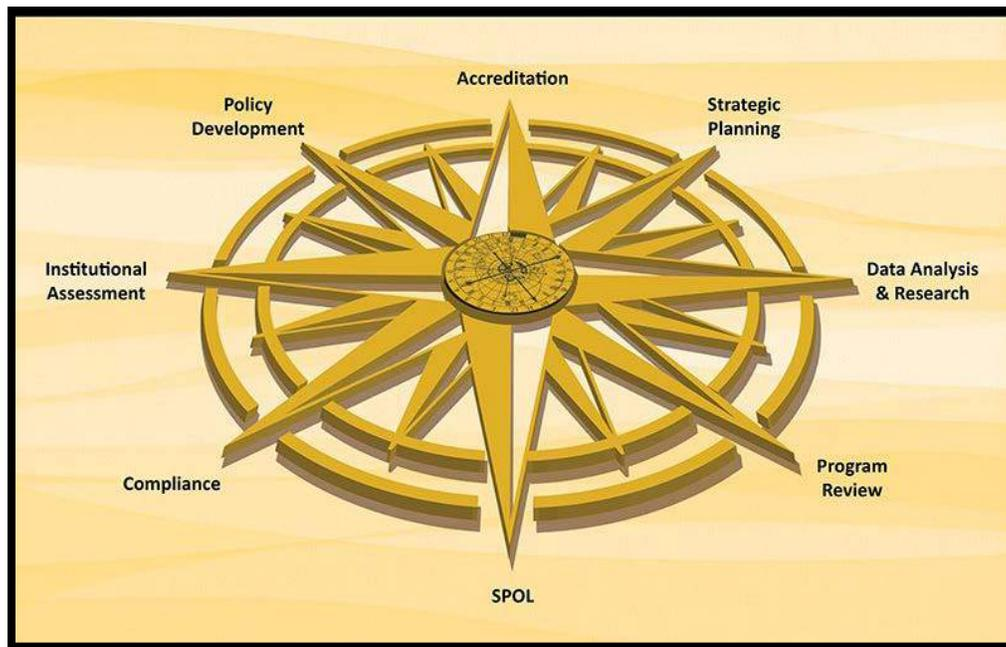 Accreditation
Policy
Development
Strategic
Planning
Institutional
Assessment
Data Analysis
& Research
Compliance
Program
Review
SPOL